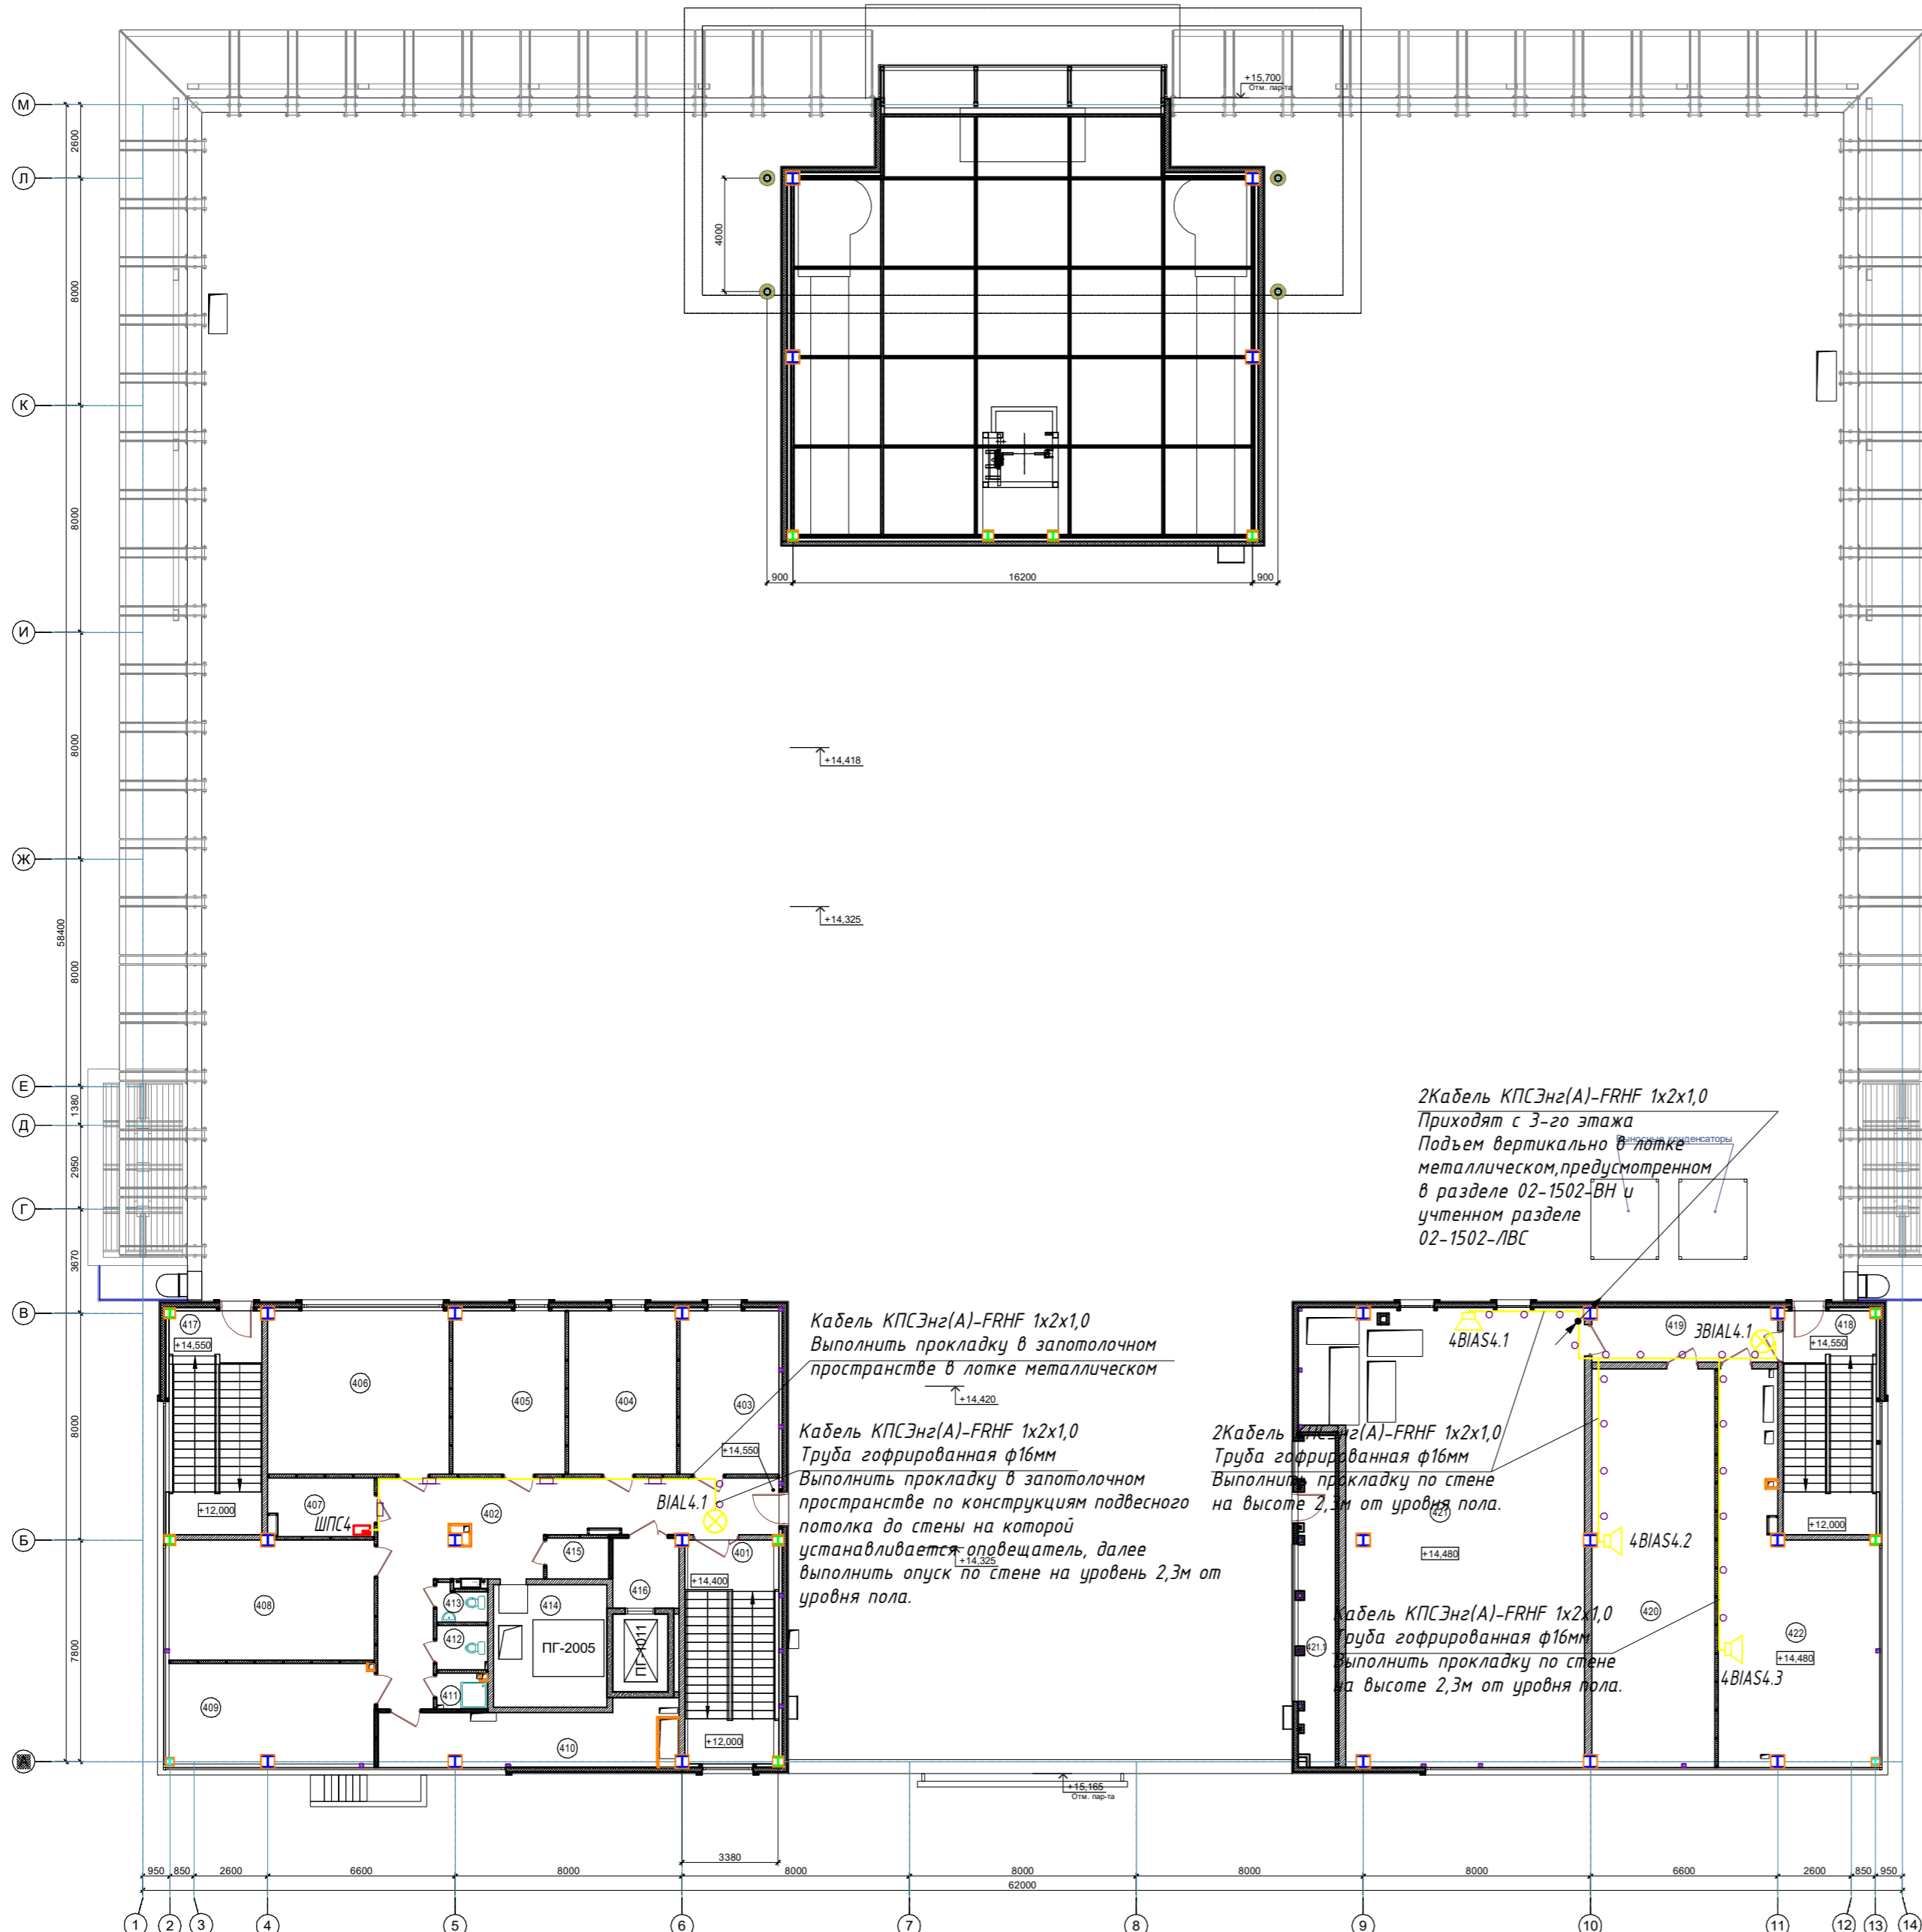 +15,700
Отм. пар-та
М
2600
Л
4000
8000
К
8000
900
16200
900
И
8000
+14,418
Ж
+14,325
58400
8000
Е
1380
Д
2950
Г
3670
В
2Кабель КПСЭнг(А)-FRHF 1x2x1,0
Приходят с 3-го этажа
Подъем вертикально в лотке
металлическом,предусмотренном
в разделе 02-1502-ВН и
учтенном разделе
02-1502-ЛВС
Выносные конденсаторы
417
+14,550
406
405
404
403
+14,550
Кабель КПСЭнг(А)-FRHF 1x2x1,0
Выполнить прокладку в запотолочном
пространстве в лотке металлическом
+14,420
4BIAS4.1
419
3BIAL4.1
418
+14,550
8000
Кабель КПСЭнг(А)-FRHF 1x2x1,0
Труба гофрированная ф16мм
Выполнить прокладку в запотолочном
пространстве по конструкциям подвесного
потолка до стены на которой
устанавливается оповещатель, далее
выполнить опуск по стене на уровень 2,3м от
уровня пола.
+14,325
2Кабель КПСЭнг(А)-FRHF 1x2x1,0
Труба гофрированная ф16мм
Выполнить прокладку по стене
на высоте 2,3м от уровня пола.
+12,000
407
ШПС4
402
BIAL4.1
421
+12,000
Б
415
401
+14,480
4BIAS4.2
+14,400
408
413
414
416
412
ПГ-2005
ПГ-1011
421.1
420
422
+14,480
Кабель КПСЭнг(А)-FRHF 1x2x1,0
Труба гофрированная ф16мм
Выполнить прокладку по стене
на высоте 2,3м от уровня пола.
4BIAS4.3
7800
409
411
410
+12,000
А
+15,165
Отм. пар-та
3380
950
850
2600
6600
8000
8000
8000
8000
8000
6600
2600
850
950
62000
1
2
3
4
5
6
7
8
9
10
11
12
13
14